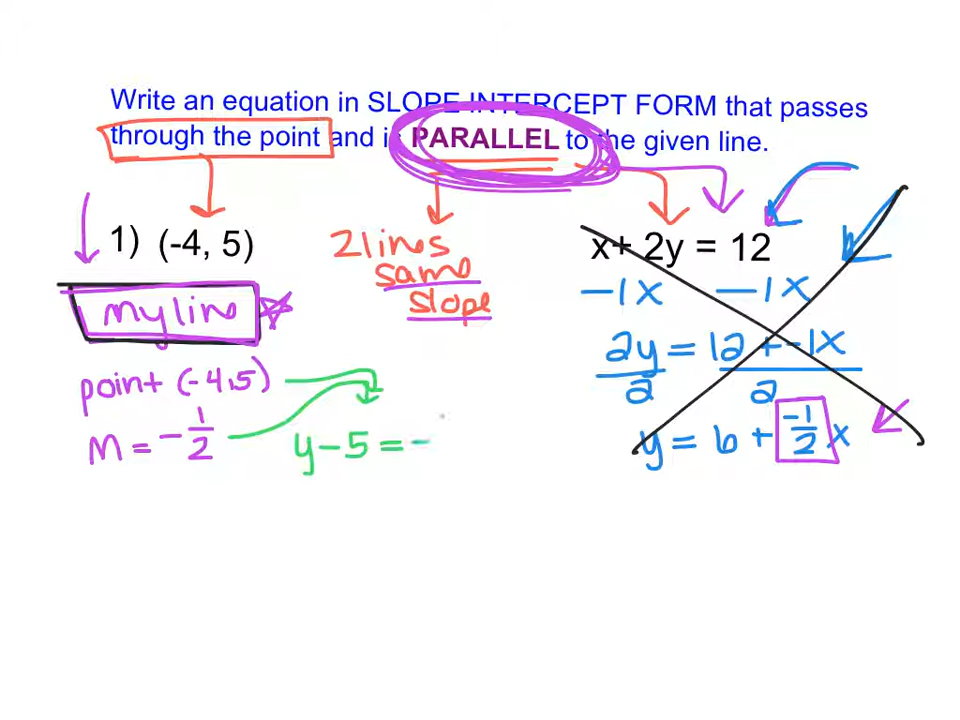 Write an equation in SLOPE INTERCEPT FORM that passes
through the point and is PARALLEL to the given line.
1) (-4, 5)
x+ 2y = 12
2 lines
same
slope
-1x -1x
my line
2y = 12 + -1x
2 2
point (-4,5)
m = -1/2
y - 5 = -
y = 6 + -1/2 x